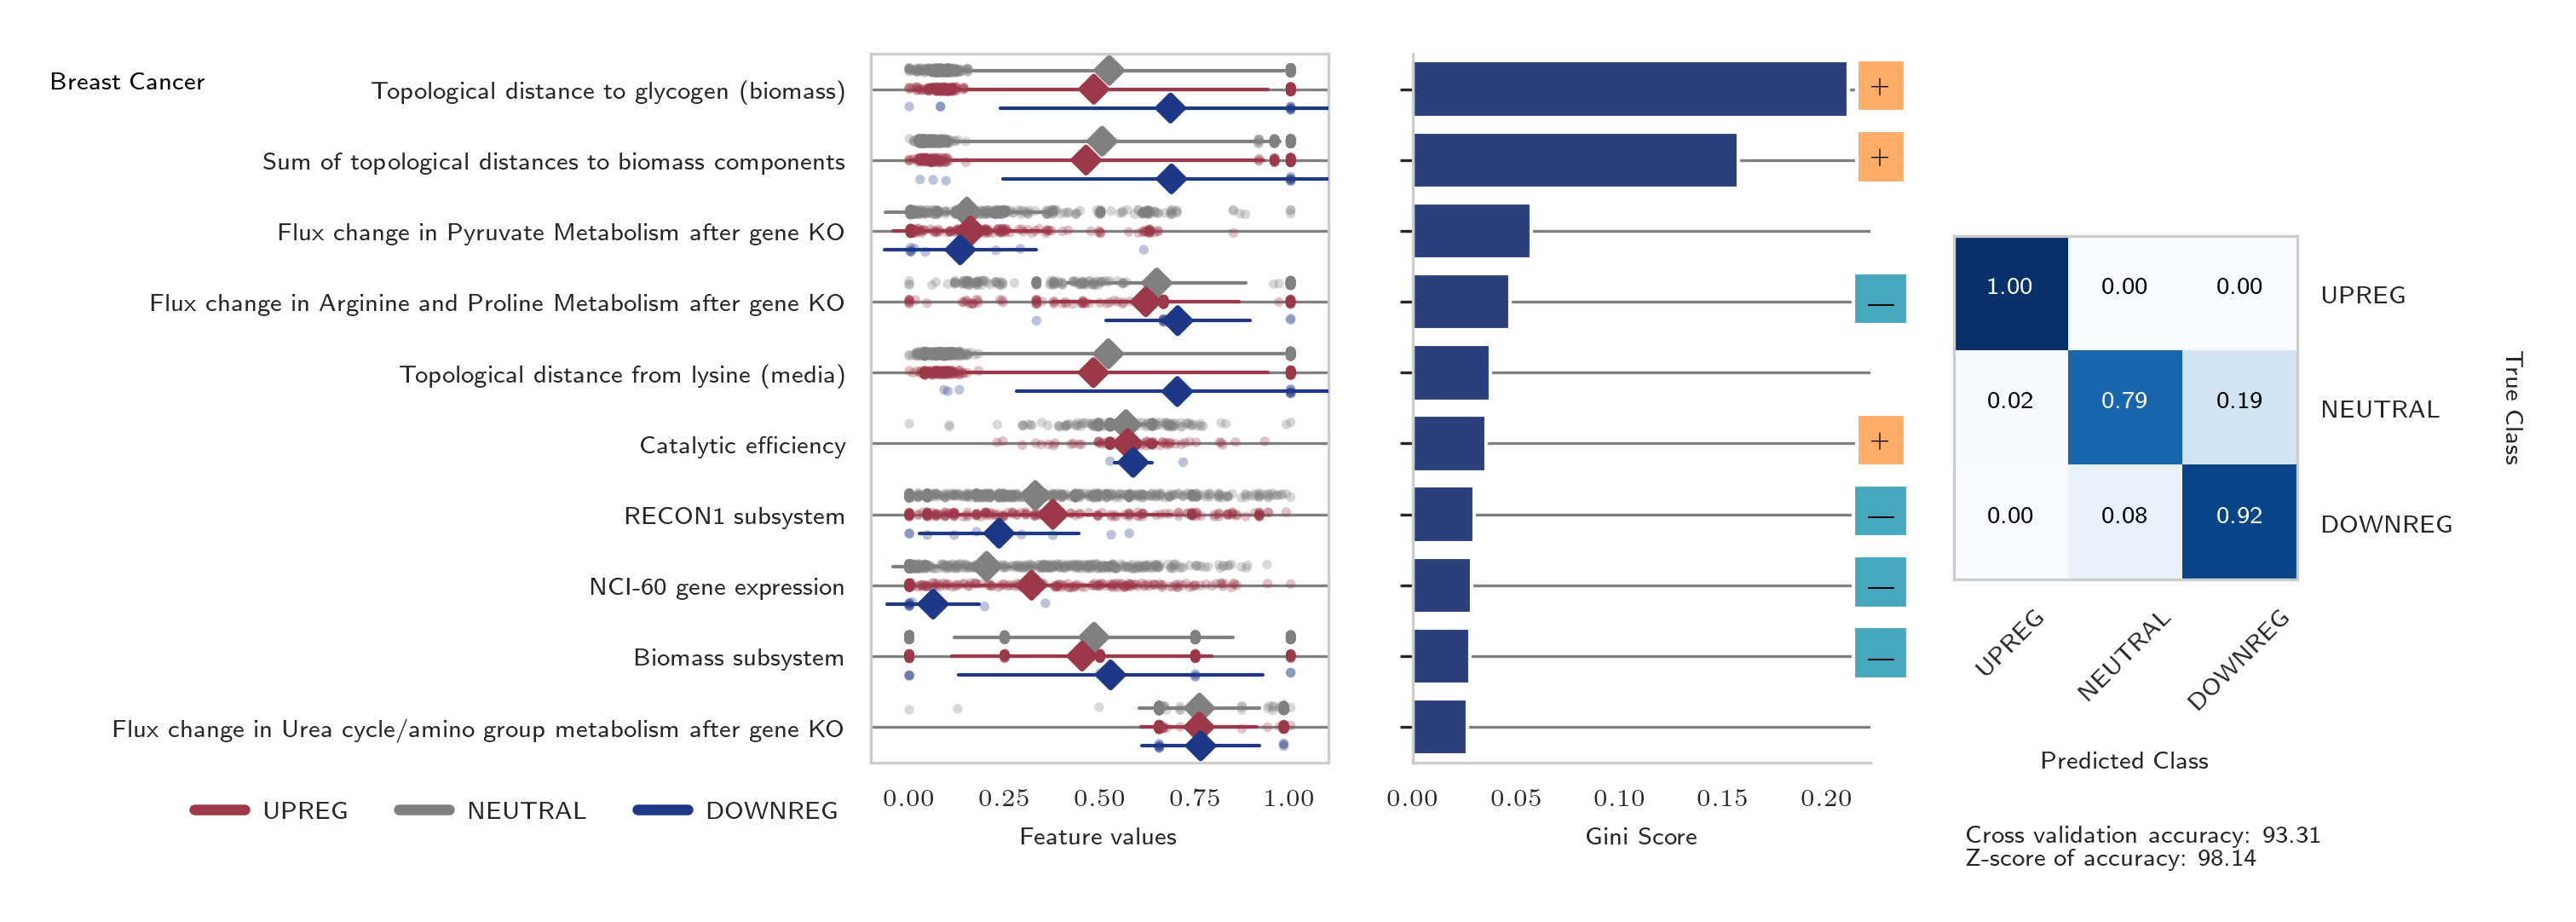 Breast Cancer
Topological distance to glycogen (biomass)
Sum of topological distances to biomass components
Flux change in Pyruvate Metabolism after gene KO
Flux change in Arginine and Proline Metabolism after gene KO
Topological distance from lysine (media)
Catalytic efficiency
RECON1 subsystem
NCI-60 gene expression
Biomass subsystem
Flux change in Urea cycle/amino group metabolism after gene KO
UPREG NEUTRAL DOWNREG
0.00 0.25 0.50 0.75 1.00
Feature values
+
+
—
+
—
—
—
0.00 0.05 0.10 0.15 0.20
Gini Score
1.00 0.00 0.00 UPREG
0.02 0.79 0.19 NEUTRAL
0.00 0.08 0.92 DOWNREG
True Class
UPREG NEUTRAL DOWNREG
Predicted Class
Cross validation accuracy: 93.31
Z-score of accuracy: 98.14